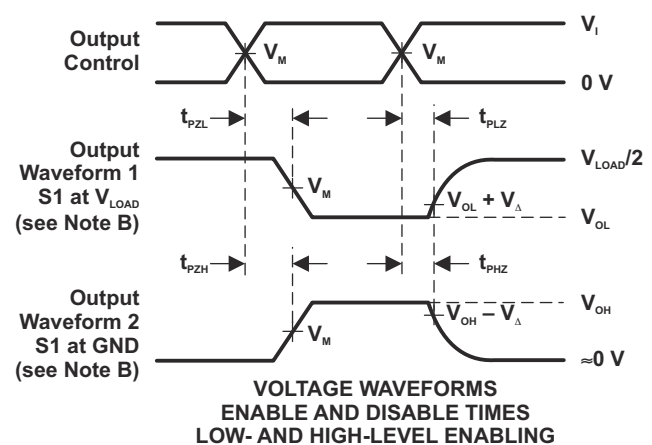 Output
Control
V_M
V_M
V_I
0 V
t_PZL
t_PLZ
Output
Waveform 1
S1 at V_LOAD
(see Note B)
V_M
V_OL + V_Δ
V_LOAD/2
V_OL
t_PZH
t_PHZ
Output
Waveform 2
S1 at GND
(see Note B)
V_M
V_OH – V_Δ
V_OH
≈0 V
VOLTAGE WAVEFORMS
ENABLE AND DISABLE TIMES
LOW- AND HIGH-LEVEL ENABLING